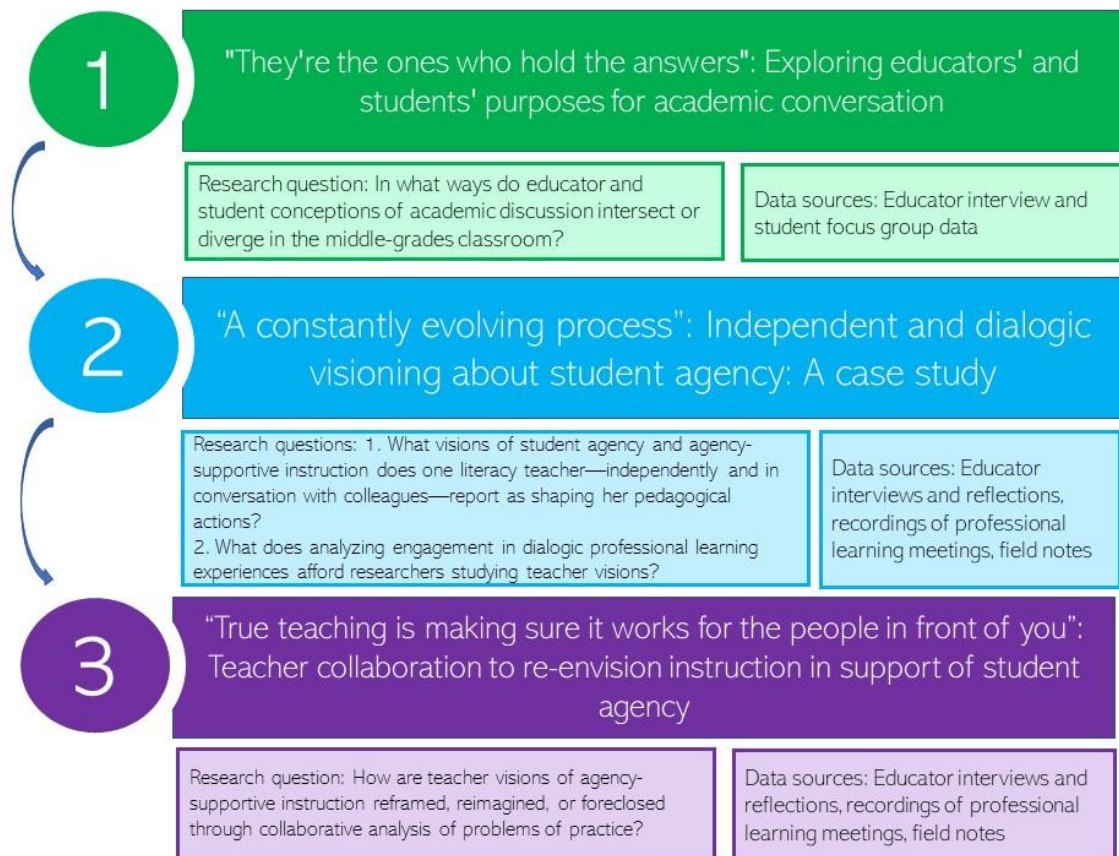 1
"They're the ones who hold the answers": Exploring educators' and
students' purposes for academic conversation
Research question: In what ways do educator and
student conceptions of academic discussion intersect or
diverge in the middle-grades classroom?
Data sources: Educator interview and
student focus group data
2
“A constantly evolving process”: Independent and dialogic
visioning about student agency: A case study
Research questions: 1. What visions of student agency and agency-
supportive instruction does one literacy teacher—independently and in
conversation with colleagues—report as shaping her pedagogical
actions?
2. What does analyzing engagement in dialogic professional learning
experiences afford researchers studying teacher visions?
Data sources: Educator
interviews and reflections,
recordings of professional
learning meetings, field notes
3
“True teaching is making sure it works for the people in front of you”:
Teacher collaboration to re-envision instruction in support of student
agency
Research question: How are teacher visions of agency-
supportive instruction reframed, reimagined, or foreclosed
through collaborative analysis of problems of practice?
Data sources: Educator interviews and
reflections, recordings of professional
learning meetings, field notes